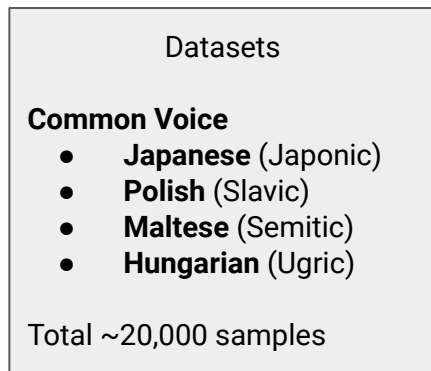 Datasets
Common Voice
● Japanese (Japonic)
● Polish (Slavic)
● Maltese (Semitic)
● Hungarian (Ugric)
Total ~20,000 samples